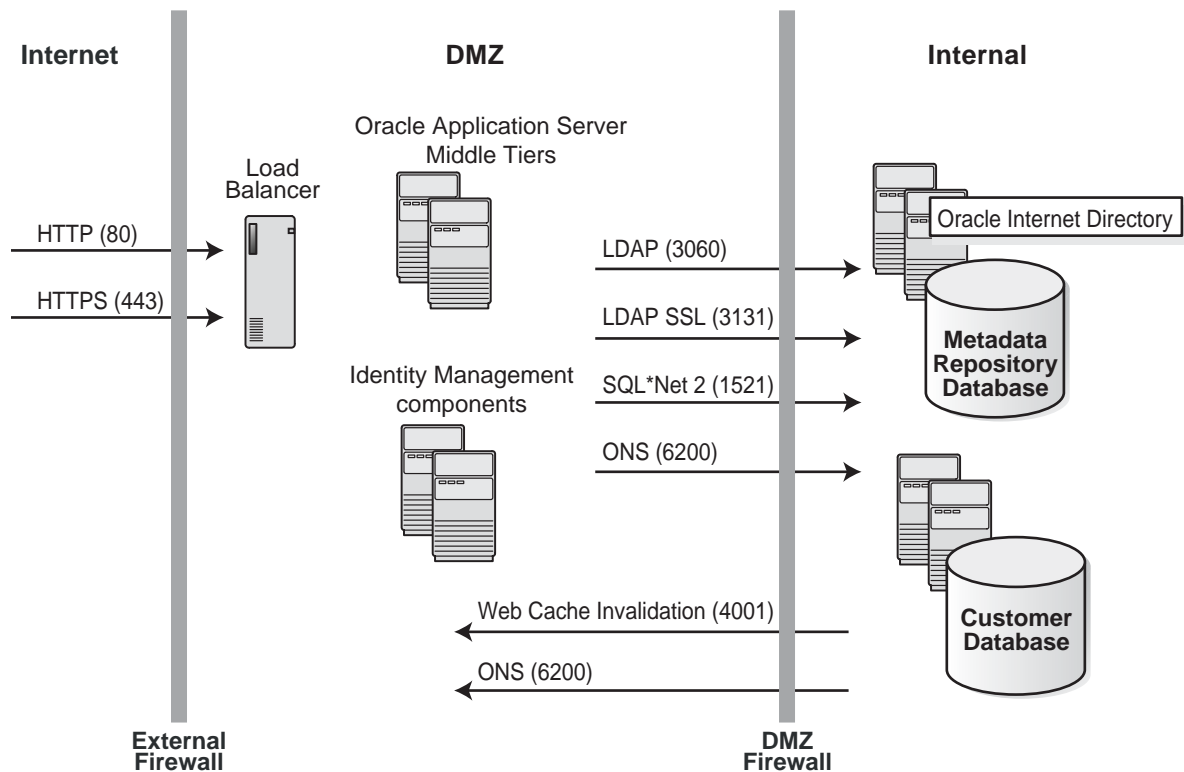 Internet
DMZ
Internal
Oracle Application Server
Middle Tiers
Load
Balancer
HTTP (80)
HTTPS (443)
LDAP (3060)
Oracle Internet Directory
LDAP SSL (3131)
Metadata
Repository
Database
Identity Management
components
SQL*Net 2 (1521)
ONS (6200)
Web Cache Invalidation (4001)
Customer
Database
ONS (6200)
External
Firewall
DMZ
Firewall